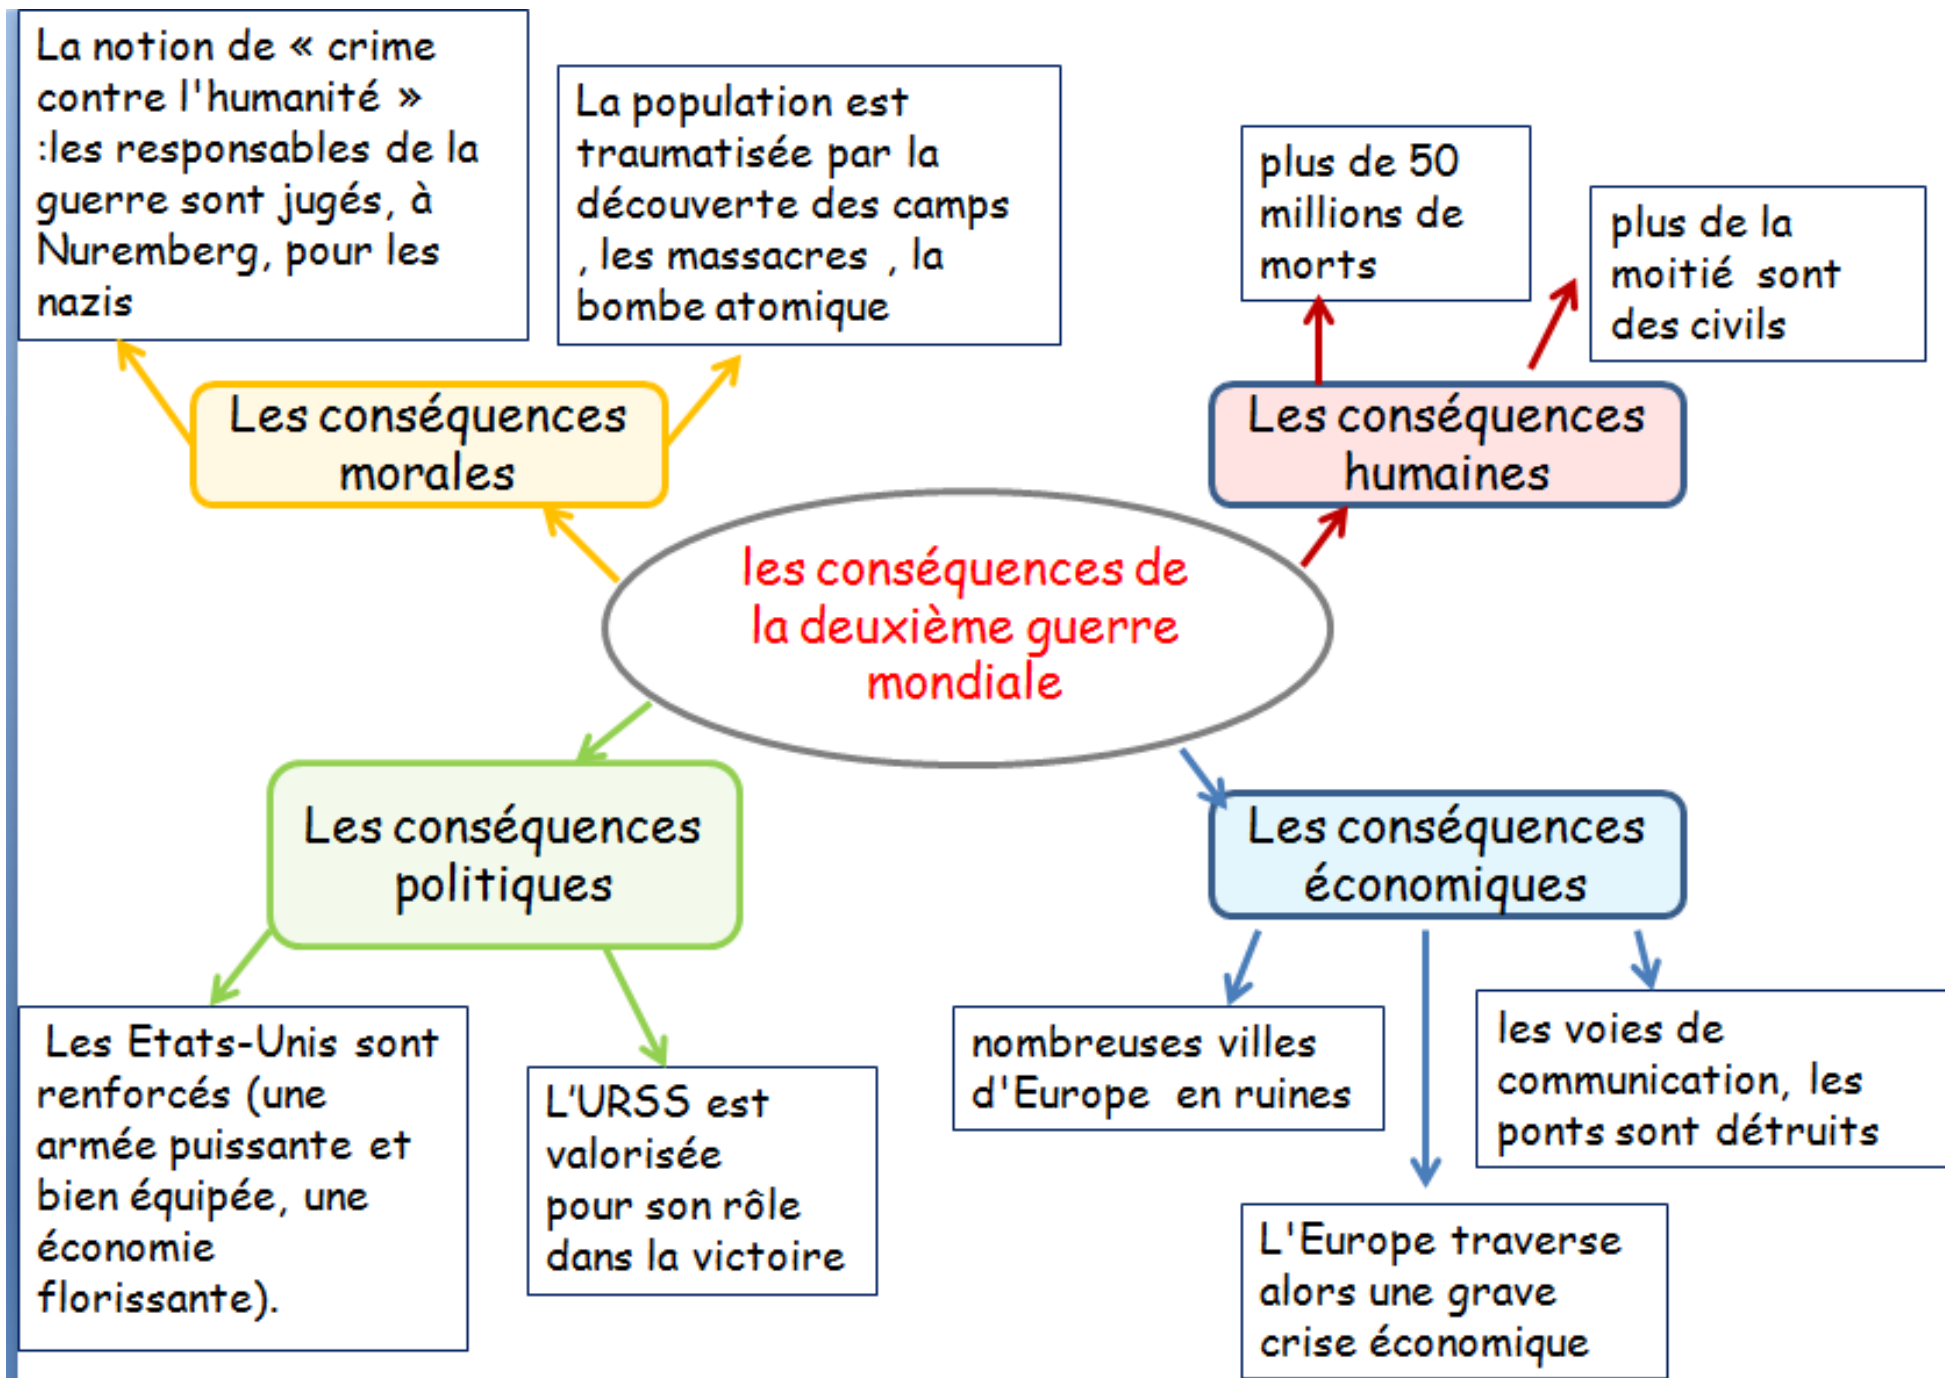 La notion de « crime
contre l'humanité »
:les responsables de la
guerre sont jugés, à
Nuremberg, pour les
nazis
La population est
traumatisée par la
découverte des camps
, les massacres , la
bombe atomique
plus de 50
millions de
morts
plus de la
moitié sont
des civils
Les conséquences
morales
Les conséquences
humaines
les conséquences de
la deuxième guerre
mondiale
Les conséquences
politiques
Les conséquences
économiques
Les Etats-Unis sont
renforcés (une
armée puissante et
bien équipée, une
économie
florissante).
L'URSS est
valorisée
pour son rôle
dans la victoire
nombreuses villes
d'Europe en ruines
les voies de
communication, les
ponts sont détruits
L'Europe traverse
alors une grave
crise économique